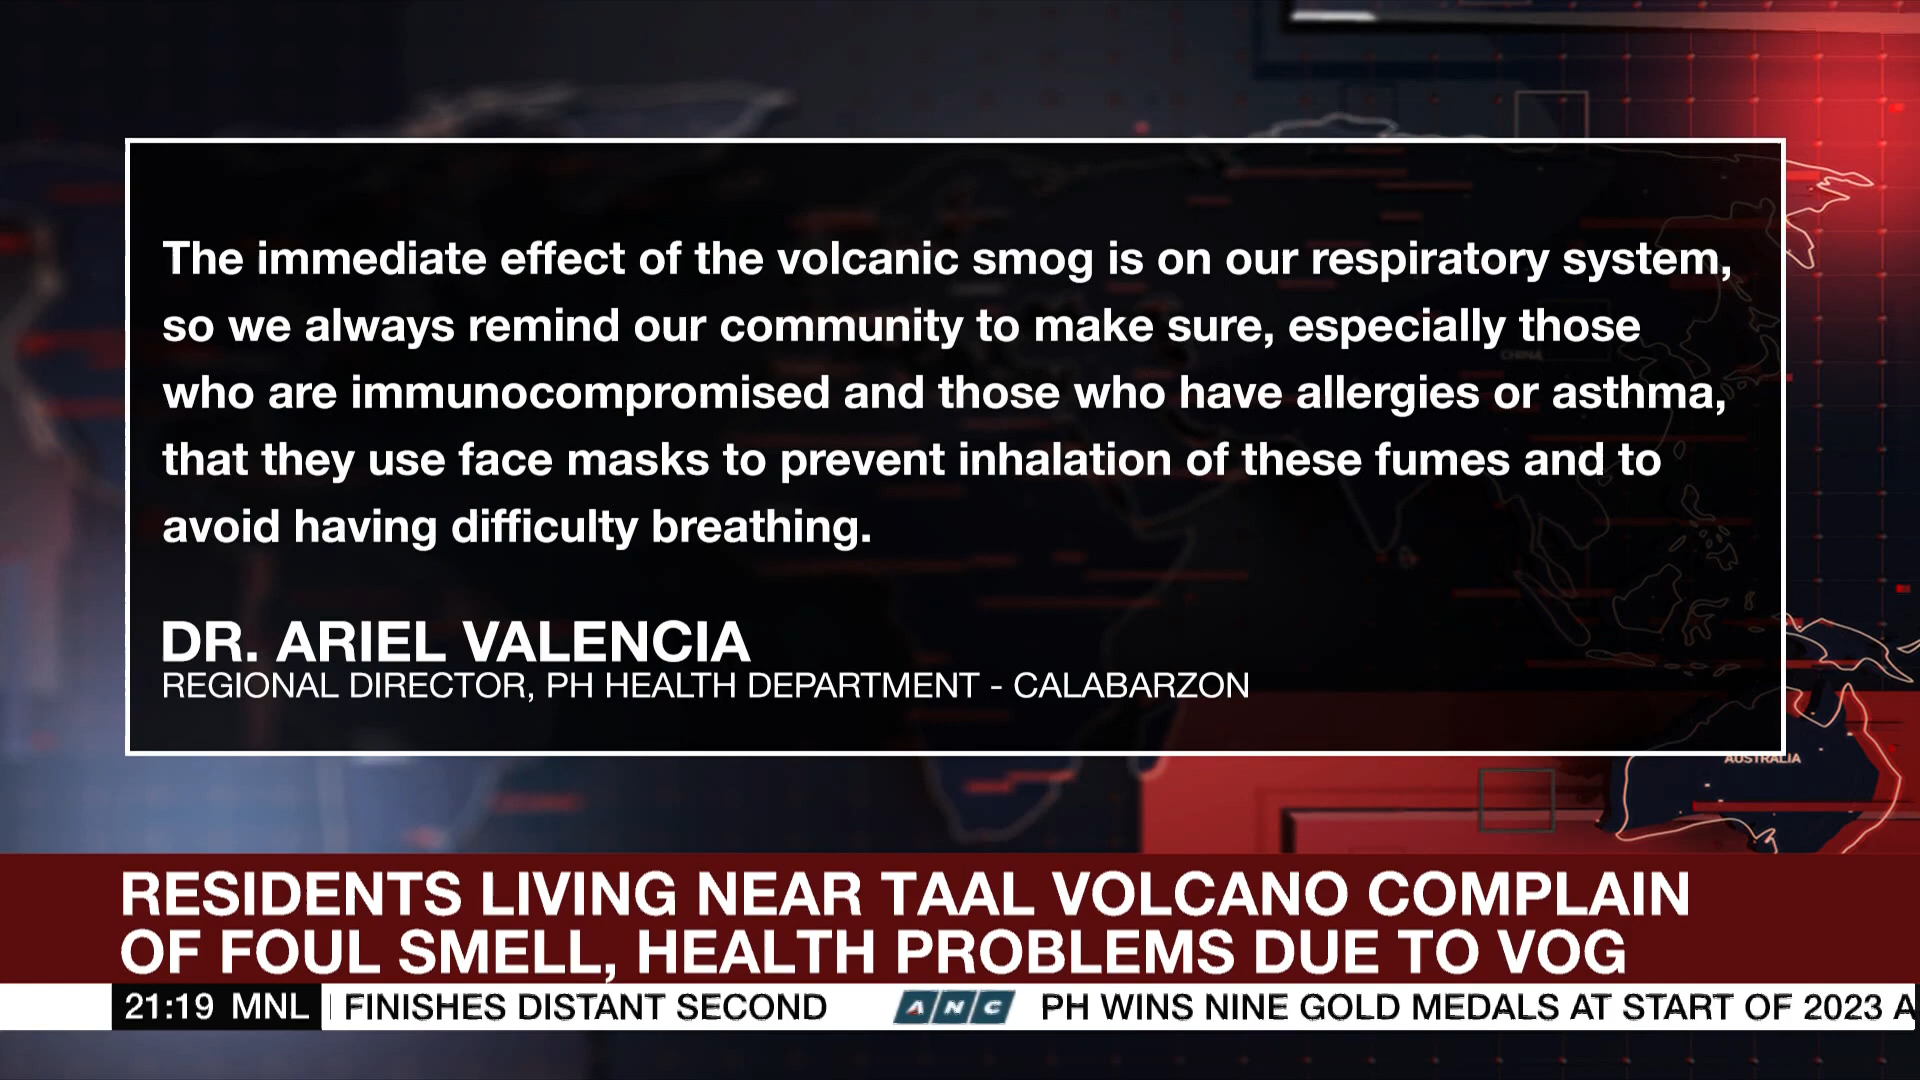 The immediate effect of the volcanic smog is on our respiratory system,
so we always remind our community to make sure, especially those
who are immunocompromised and those who have allergies or asthma,
that they use face masks to prevent inhalation of these fumes and to
avoid having difficulty breathing.
DR. ARIEL VALENCIA
REGIONAL DIRECTOR, PH HEALTH DEPARTMENT - CALABARZON
CHINA
AUSTRALIA
RESIDENTS LIVING NEAR TAAL VOLCANO COMPLAIN
OF FOUL SMELL, HEALTH PROBLEMS DUE TO VOG
21:19 MNL FINISHES DISTANT SECOND ANC PH WINS NINE GOLD MEDALS AT START OF 2023 A